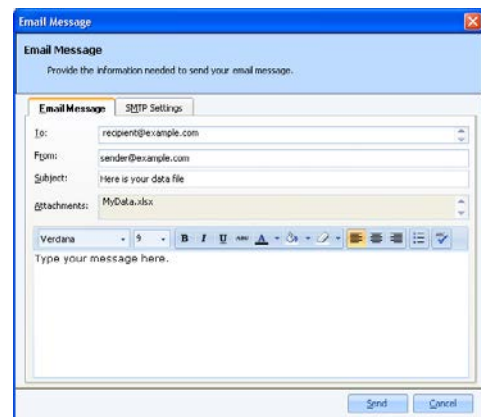 Email Message
Email Message
Provide the information needed to send your email message.
Email Message SMTP Settings
To: recipient@example.com
From: sender@example.com
Subject: Here is your data file
Attachments: MyData.xlsx
Verdana 9 B I U ABC A
Type your message here.
Send Cancel